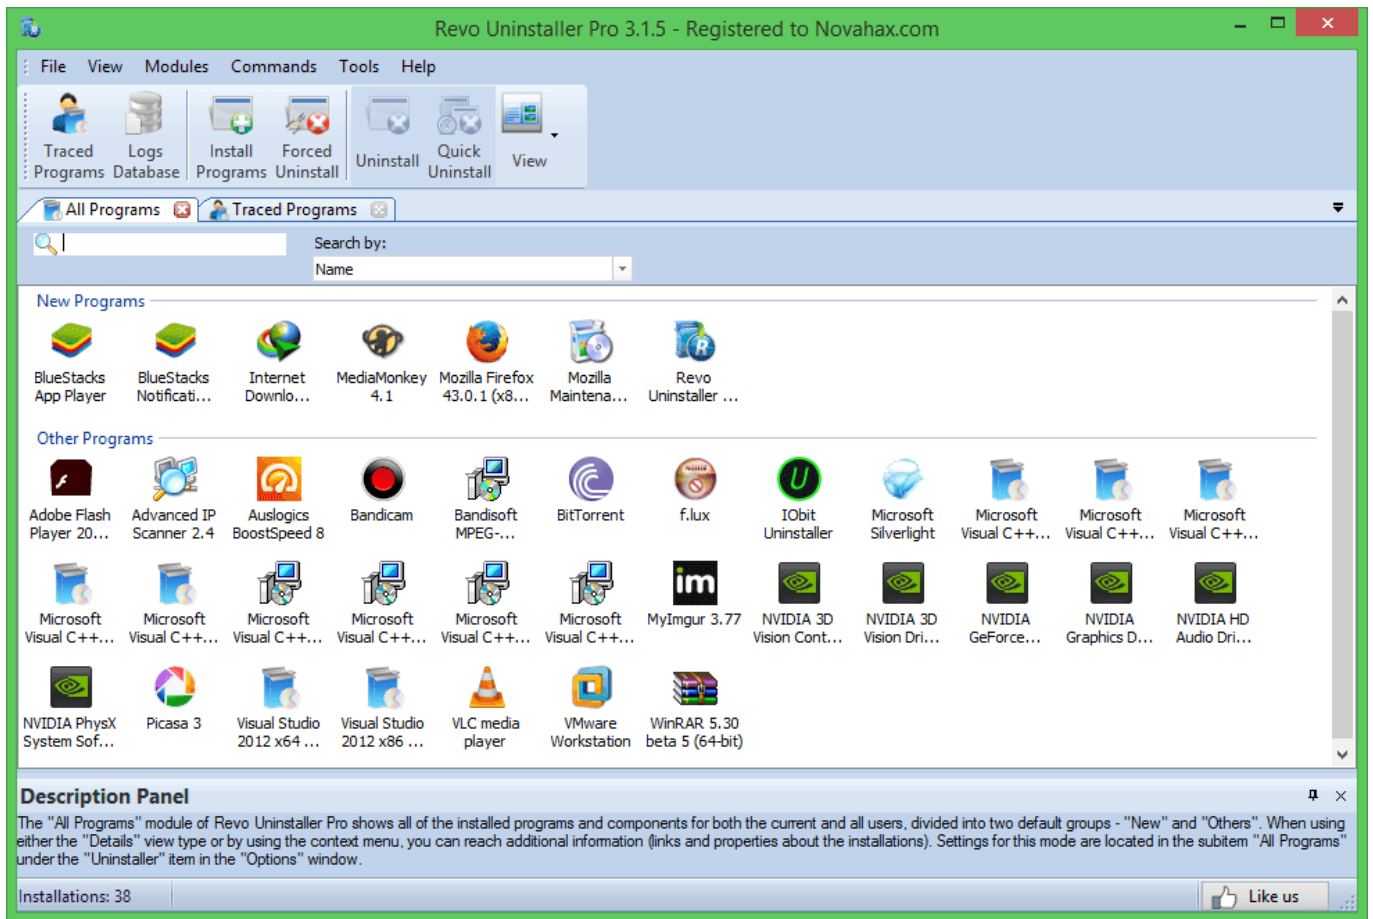 Revo Uninstaller Pro 3.1.5 - Registered to Novahax.com
File View Modules Commands Tools Help
Traced Programs
Logs Database
Install Programs
Forced Uninstall
Uninstall
Quick Uninstall
View
All Programs
Traced Programs
Search by:
Name
New Programs
BlueStacks App Player
BlueStacks Notificati...
Internet Downlo...
MediaMonkey 4.1
Mozilla Firefox 43.0.1 (x8...
Mozilla Maintena...
Revo Uninstaller ...
Other Programs
Adobe Flash Player 20...
Advanced IP Scanner 2.4
Auslogics BoostSpeed 8
Bandicam
Bandisoft MPEG-...
BitTorrent
f.lux
IObit Uninstaller
Microsoft Silverlight
Microsoft Visual C++...
Microsoft Visual C++...
Microsoft Visual C++...
Microsoft Visual C++...
Microsoft Visual C++...
Microsoft Visual C++...
Microsoft Visual C++...
Microsoft Visual C++...
Microsoft Visual C++...
im
MyImgur 3.77
NVIDIA 3D Vision Cont...
NVIDIA 3D Vision Dri...
NVIDIA GeForce...
NVIDIA Graphics D...
NVIDIA HD Audio Dri...
NVIDIA PhysX System Sof...
Picasa 3
Visual Studio 2012 x64 ...
Visual Studio 2012 x86 ...
VLC media player
VMware Workstation
WinRAR 5.30 beta 5 (64-bit)
Description Panel
The "All Programs" module of Revo Uninstaller Pro shows all of the installed programs and components for both the current and all users, divided into two default groups - "New" and "Others". When using
either the "Details" view type or by using the context menu, you can reach additional information (links and properties about the installations). Settings for this mode are located in the subitem "All Programs"
under the "Uninstaller" item in the "Options" window.
Installations: 38
Like us